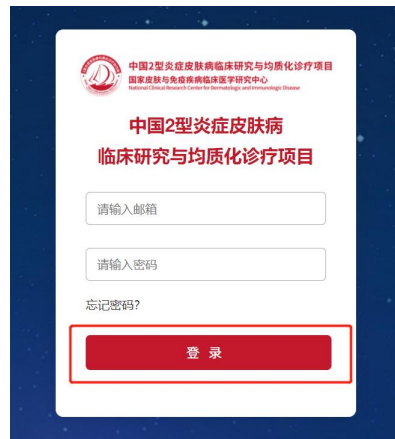 中国2型炎症皮肤病临床研究与均质化诊疗项目
国家皮肤与免疫疾病临床医学研究中心
National Clinical Research Center for Dermatologic and Immunologic Disease
中国2型炎症皮肤病
临床研究与均质化诊疗项目
请输入邮箱
请输入密码
忘记密码?
登 录